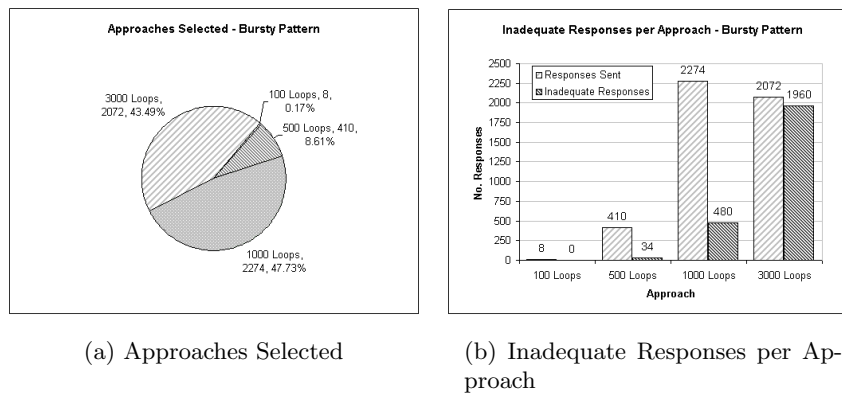 Approaches Selected - Bursty Pattern
3000 Loops,
2072, 43.49%
100 Loops, 8,
0.17%
500 Loops, 410,
8.61%
1000 Loops,
2274, 47.73%
(a) Approaches Selected
Inadequate Responses per Approach - Bursty Pattern
No. Responses
2500
2250
2000
1750
1500
1250
1000
750
500
250
0
Responses Sent
Inadequate Responses
8
0
410
34
2274
480
2072
1960
100 Loops
500 Loops
1000 Loops
3000 Loops
Approach
(b) Inadequate Responses per Ap-
proach